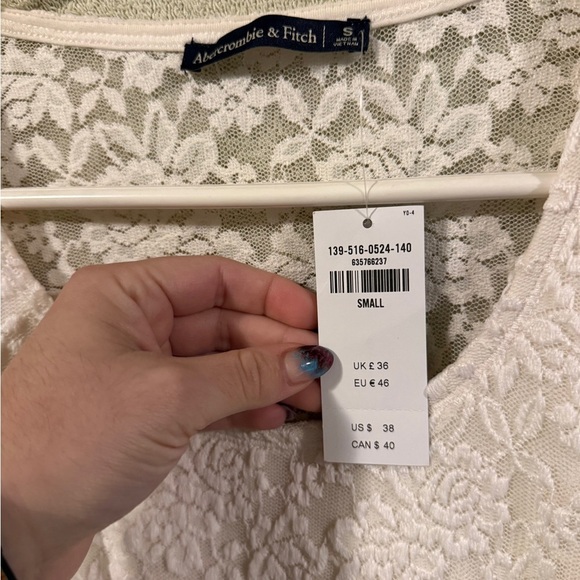 Abercrombie & Fitch
S
MADE IN
VIETNAM
Y0-4
139-516-0524-140
635766237
SMALL
UK £ 36
EU € 46
US $ 38
CAN $ 40